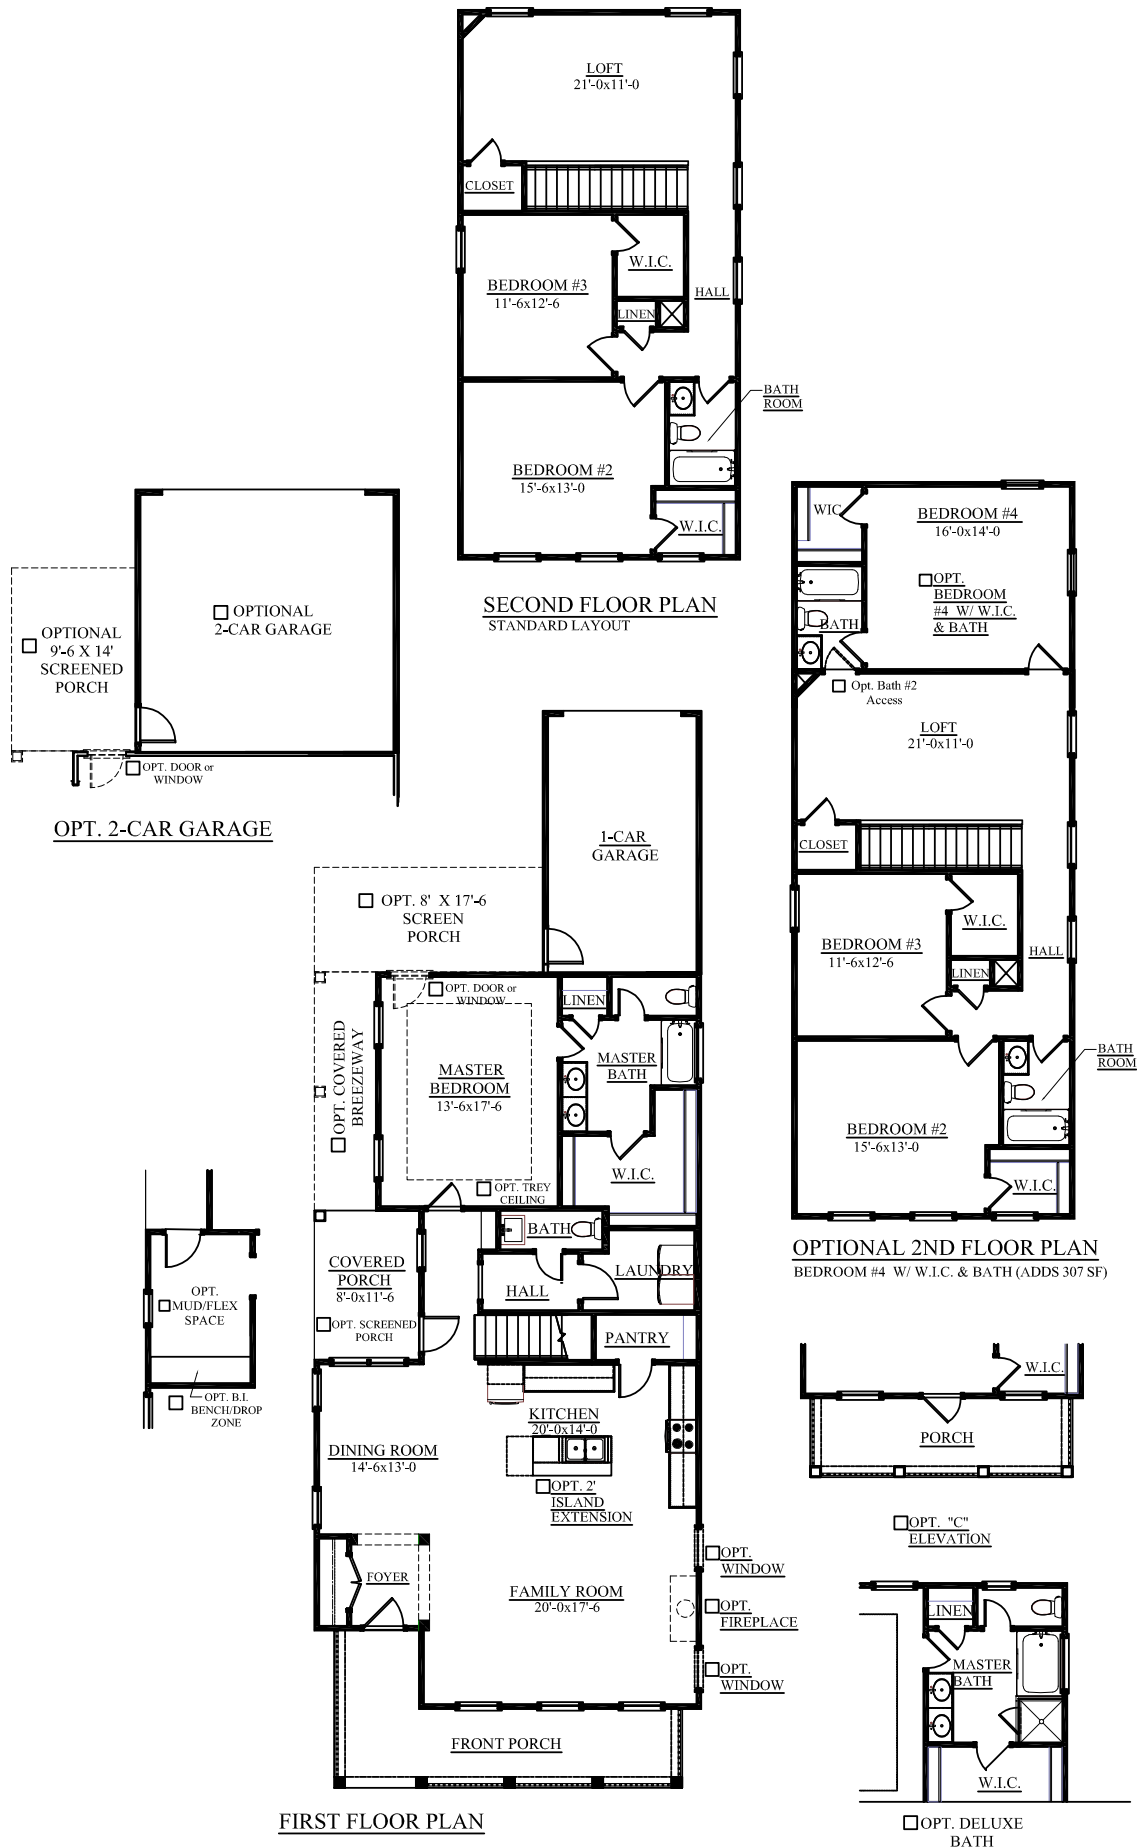 LOFT
21'-0x11'-0
CLOSET
W.I.C.
BEDROOM #3
11'-6x12'-6
HALL
LINEN
BATH
ROOM
BEDROOM #2
15'-6x13'-0
W.I.C.
SECOND FLOOR PLAN
STANDARD LAYOUT
OPTIONAL
2-CAR GARAGE
OPTIONAL
9'-6 X 14'
SCREENED
PORCH
OPT. DOOR or
WINDOW
OPT. 2-CAR GARAGE
WIC
BEDROOM #4
16'-0x14'-0
OPT.
BEDROOM
#4 W/ W.I.C.
& BATH
BATH
Opt. Bath #2
Access
LOFT
21'-0x11'-0
CLOSET
W.I.C.
BEDROOM #3
11'-6x12'-6
HALL
LINEN
BATH
ROOM
BEDROOM #2
15'-6x13'-0
W.I.C.
OPTIONAL 2ND FLOOR PLAN
BEDROOM #4 W/ W.I.C. & BATH (ADDS 307 SF)
1-CAR
GARAGE
OPT. 8' X 17'-6
SCREEN
PORCH
OPT. DOOR or
WINDOW
LINEN
OPT. COVERED
BREEZEWAY
MASTER
BEDROOM
13'-6x17'-6
MASTER
BATH
OPT. TREY
CEILING
W.I.C.
BATH
COVERED
PORCH
8'-0x11'-6
LAUNDRY
HALL
OPT. SCREENED
PORCH
PANTRY
OPT.
MUD/FLEX
SPACE
OPT. B.I.
BENCH/DROP
ZONE
KITCHEN
20'-0x14'-0
DINING ROOM
14'-6x13'-0
OPT. 2'
ISLAND
EXTENSION
OPT.
WINDOW
FOYER
FAMILY ROOM
20'-0x17'-6
OPT.
FIREPLACE
OPT.
WINDOW
FRONT PORCH
FIRST FLOOR PLAN
W.I.C.
PORCH
OPT. "C"
ELEVATION
LINEN
MASTER
BATH
W.I.C.
OPT. DELUXE
BATH